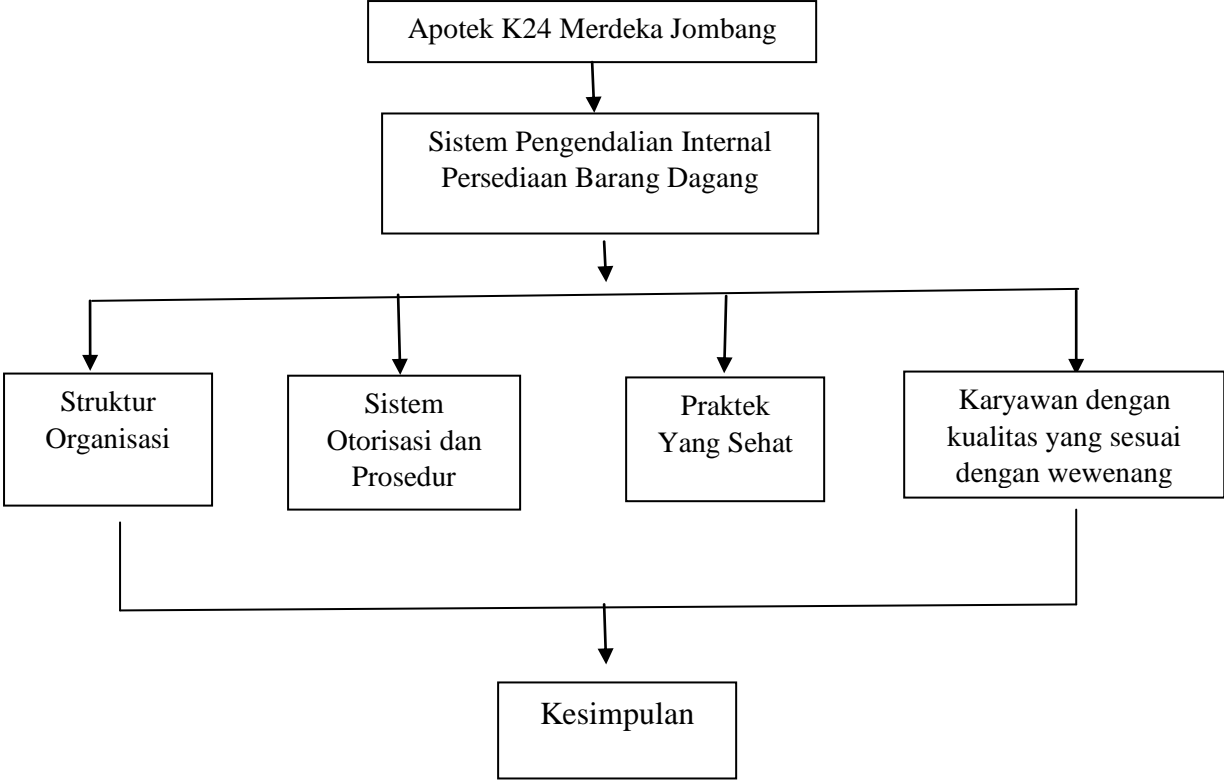 Apotek K24 Merdeka Jombang
Sistem Pengendalian Internal
Persediaan Barang Dagang
Struktur
Organisasi
Sistem
Otorisasi dan
Prosedur
Praktek
Yang Sehat
Karyawan dengan
kualitas yang sesuai
dengan wewenang
Kesimpulan